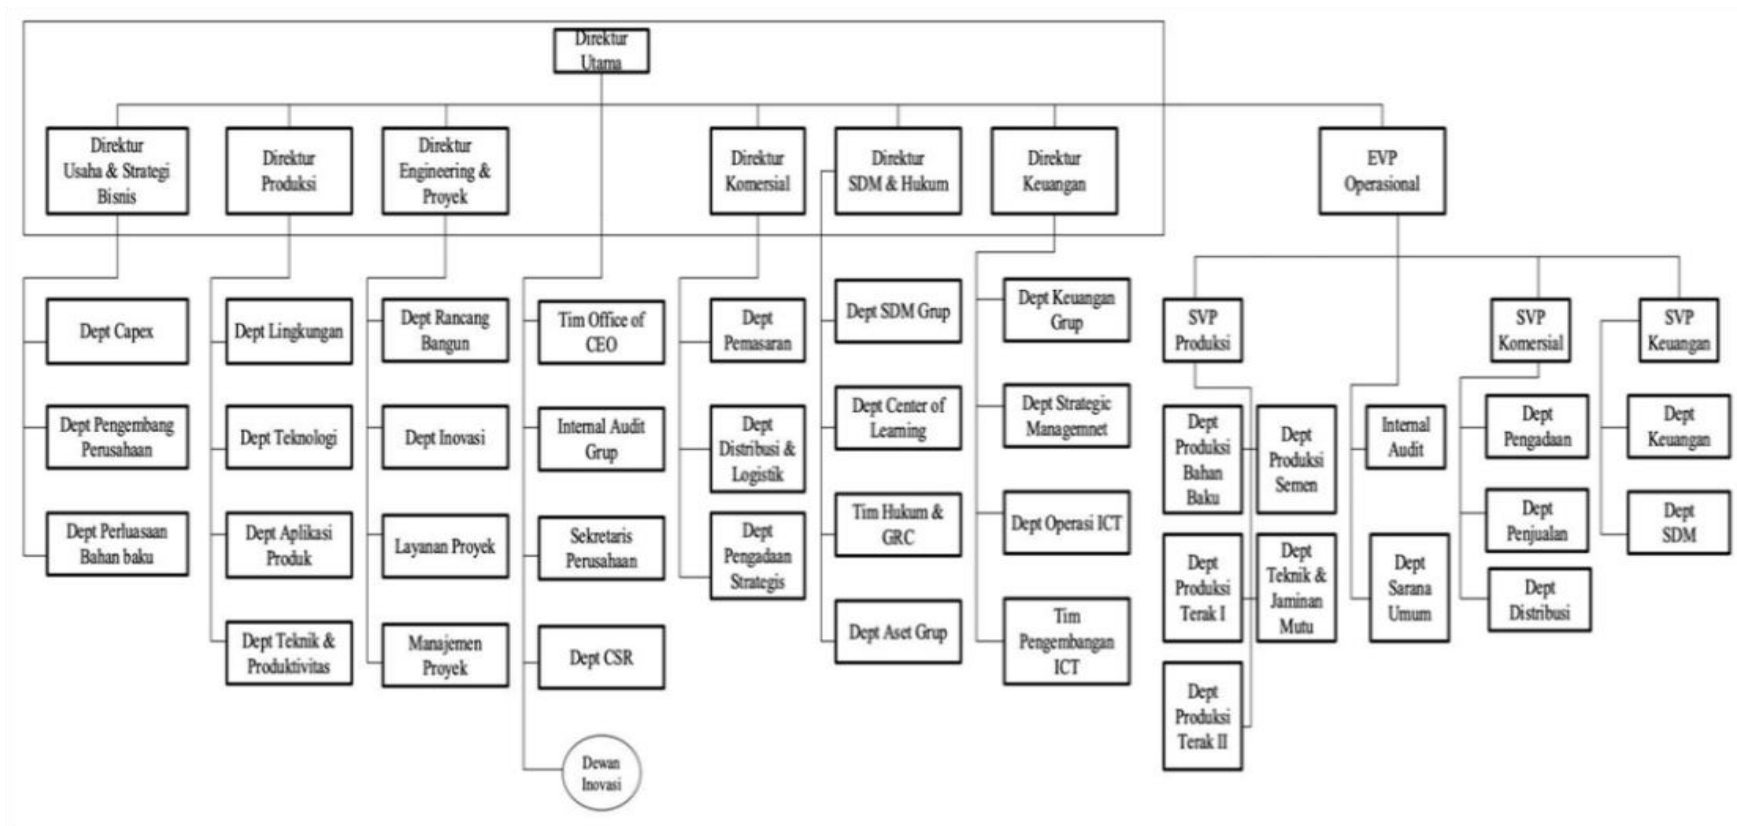 Direktur
Utama
Direktur
Usaha & Strategi
Bisnis
Direktur
Produksi
Direktur
Engineering &
Proyek
Direktur
Komersial
Direktur
SDM & Hukum
Direktur
Keuangan
EVP
Operasional
Dept Capex
Dept Pengembang
Perusahaan
Dept Perluasaan
Bahan baku
Dept Lingkungan
Dept Teknologi
Dept Aplikasi
Produk
Dept Teknik &
Produktivitas
Dept Rancang
Bangun
Dept Inovasi
Layanan Proyek
Manajemen
Proyek
Tim Office of
CEO
Internal Audit
Grup
Sekretaris
Perusahaan
Dept CSR
Dewan
Inovasi
Dept
Pemasaran
Dept
Distribusi &
Logistik
Dept
Pengadaan
Strategis
Dept SDM Grup
Dept Center of
Learning
Tim Hukum &
GRC
Dept Aset Grup
Dept Keuangan
Grup
Dept Strategic
Managemnet
Dept Operasi ICT
Tim
Pengembangan
ICT
SVP
Produksi
Dept
Produksi
Bahan
Baku
Dept
Produksi
Semen
Dept
Produksi
Terak I
Dept
Teknik &
Jaminan
Mutu
Dept
Produksi
Terak II
Internal
Audit
Dept
Sarana
Umum
SVP
Komersial
Dept
Pengadaan
Dept
Penjualan
Dept
Distribusi
SVP
Keuangan
Dept
Keuangan
Dept
SDM